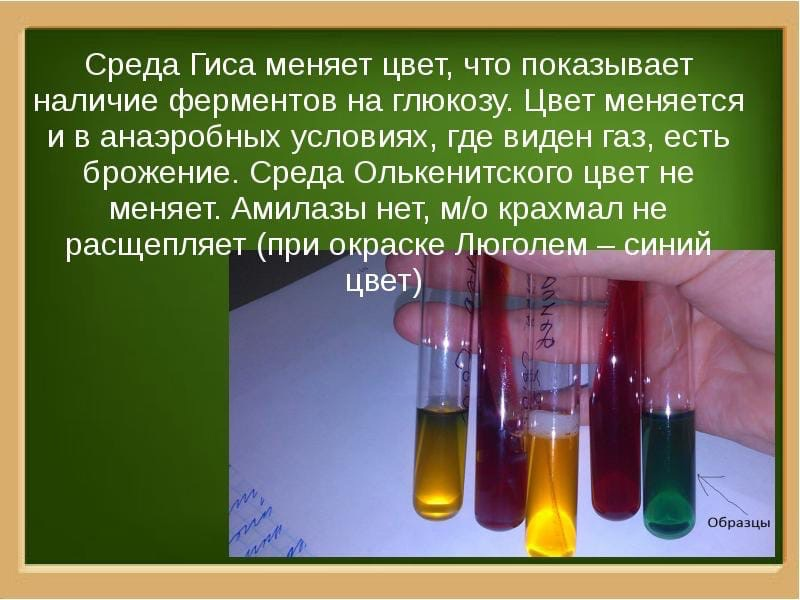 Среда Гиса меняет цвет, что показывает
наличие ферментов на глюкозу. Цвет меняется
и в анаэробных условиях, где виден газ, есть
брожение. Среда Олькенитского цвет не
меняет. Амилазы нет, м/о крахмал не
расщепляет (при окраске Люголем – синий
цвет)
Образцы